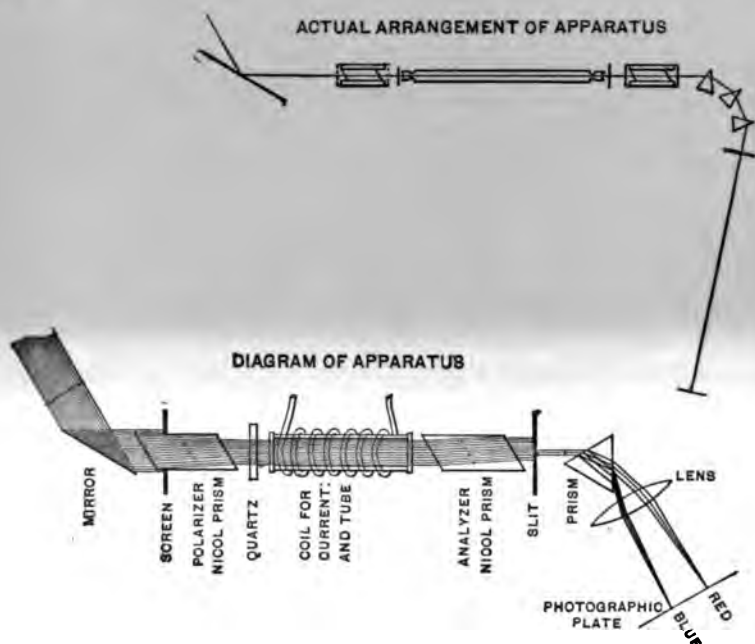 ACTUAL ARRANGEMENT OF APPARATUS
DIAGRAM OF APPARATUS
MIRROR
SCREEN
POLARIZER
NICOL PRISM
QUARTZ
COIL FOR
CURRENT:
AND TUBE
ANALYZER
NICOL PRISM
SLIT
PRISM
LENS
PHOTOGRAPHIC
PLATE
BLUE
RED